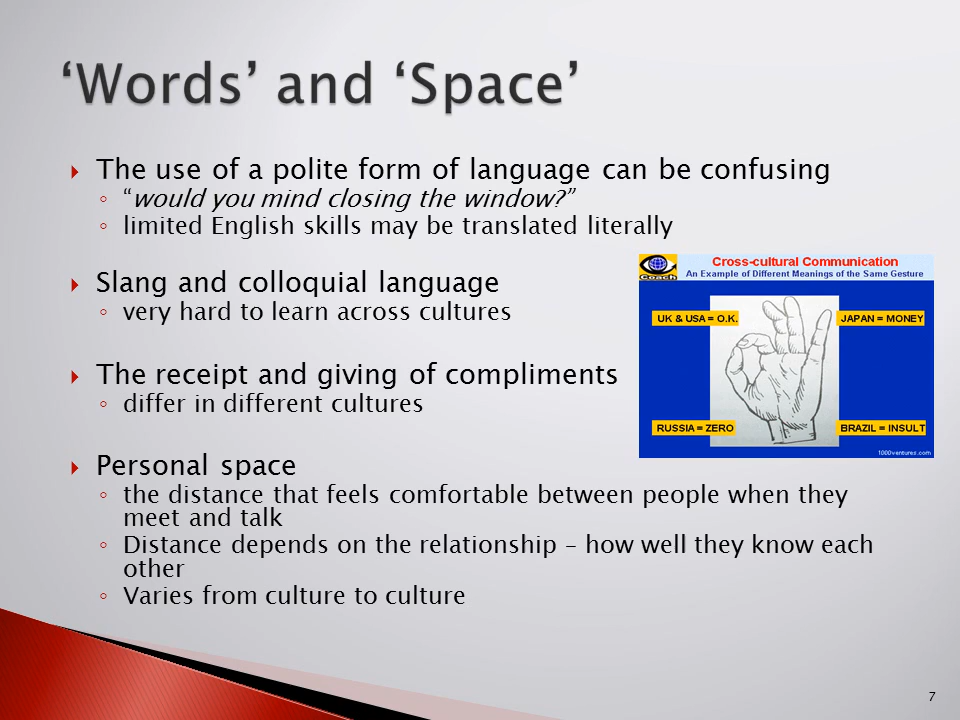 ‘Words’ and ‘Space’
The use of a polite form of language can be confusing
“would you mind closing the window?”
limited English skills may be translated literally
Slang and colloquial language
very hard to learn across cultures
The receipt and giving of compliments
differ in different cultures
Personal space
the distance that feels comfortable between people when they
meet and talk
Distance depends on the relationship – how well they know each
other
Varies from culture to culture
Coach
Cross-cultural Communication
An Example of Different Meanings of the Same Gesture
UK & USA = O.K.
JAPAN = MONEY
RUSSIA = ZERO
BRAZIL = INSULT
1000ventures.com
7